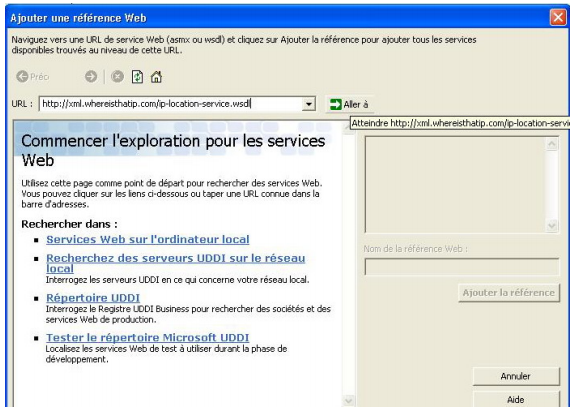 Ajouter une référence Web
Naviguez vers une URL de service Web (asmx ou wsdl) et cliquez sur Ajouter la référence pour ajouter tous les services
disponibles trouvés au niveau de cette URL.
Préc
URL : http://xml.whereisthatip.com/ip-location-service.wsdl
Aller à
Atteindre http://xml.whereisthatip.com/ip-location-servi
Commencer l'exploration pour les services
Web
Utilisez cette page comme point de départ pour rechercher des services Web.
Vous pouvez cliquer sur les liens ci-dessous ou taper une URL connue dans la
barre d'adresses.
Rechercher dans :
Services Web sur l'ordinateur local
Recherchez des serveurs UDDI sur le réseau
local
Interrogez les serveurs UDDI en ce qui concerne votre réseau local.
Répertoire UDDI
Interrogez le Registre UDDI Business pour rechercher des sociétés et des
services Web de production.
Tester le répertoire Microsoft UDDI
Localisez les services Web de test à utiliser durant la phase de
développement.
Nom de la référence Web :
Ajouter la référence
Annuler
Aide